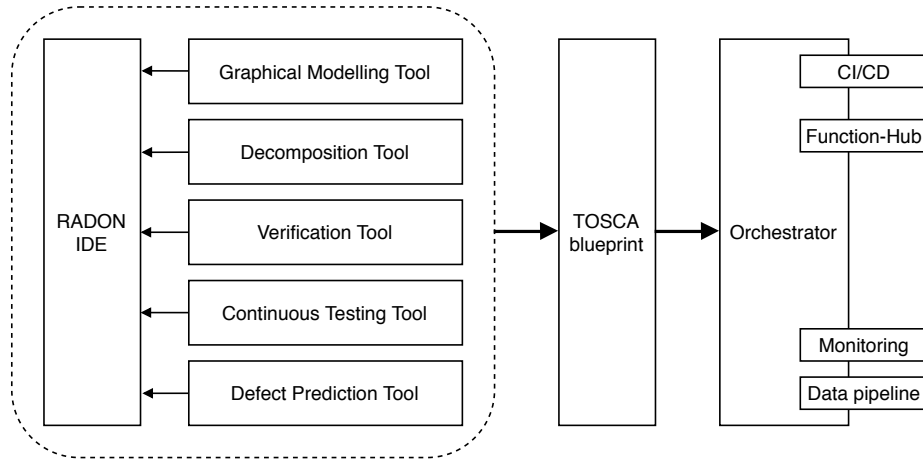 RADON
IDE
Graphical Modelling Tool
Decomposition Tool
Verification Tool
Continuous Testing Tool
Defect Prediction Tool
TOSCA
blueprint
Orchestrator
CI/CD
Function-Hub
Monitoring
Data pipeline